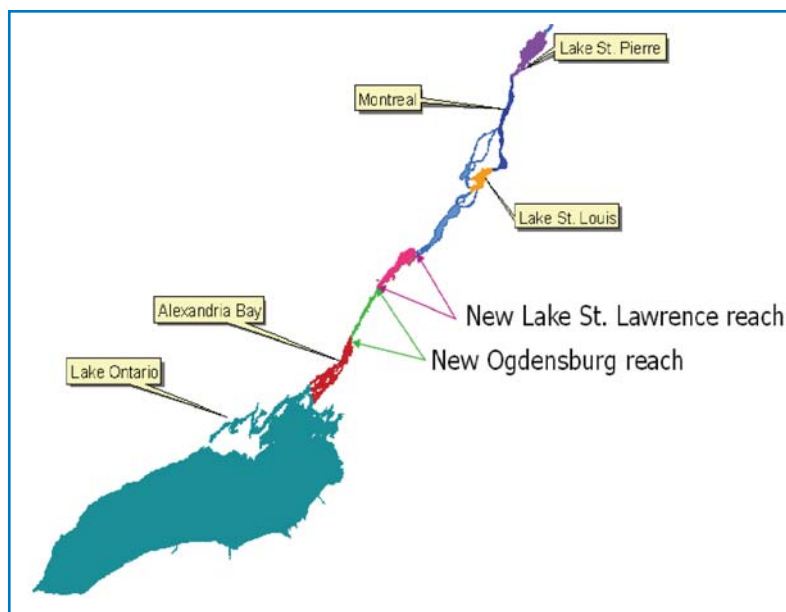 Lake St. Pierre
Montreal
Lake St. Louis
New Lake St. Lawrence reach
Alexandria Bay
New Ogdensburg reach
Lake Ontario